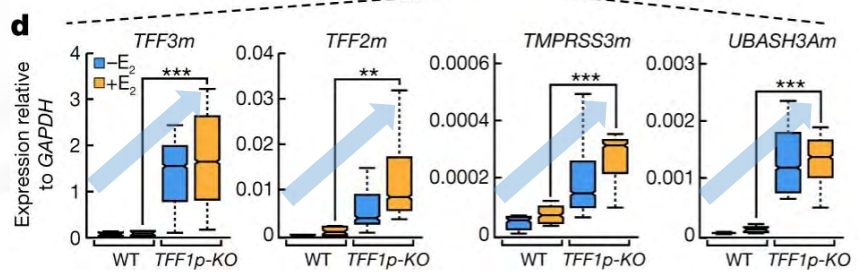 d
TFF3m TFF2m TMPRSS3m UBASH3Am
Expression relative
to GAPDH
−E₂
+E₂
*** ** *** ***
4 3 2 1 0
0.04 0.03 0.02 0.01 0
0.0006 0.0004 0.0002 0
0.003 0.002 0.001 0
WT TFF1p-KO WT TFF1p-KO WT TFF1p-KO WT TFF1p-KO